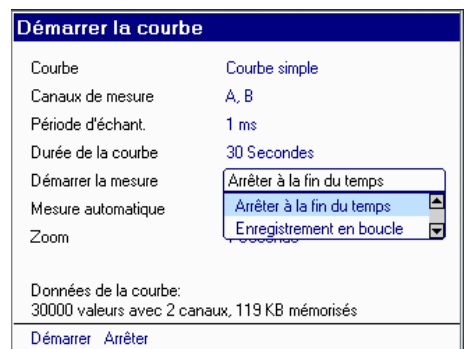 Démarrer la courbe
Courbe Courbe simple
Canaux de mesure A, B
Période d'échant. 1 ms
Durée de la courbe 30 Secondes
Démarrer la mesure Arrêter à la fin du temps
Mesure automatique Arrêter à la fin du temps
Zoom Enregistrement en boucle
Données de la courbe:
30000 valeurs avec 2 canaux, 119 KB mémorisés
Démarrer Arrêter